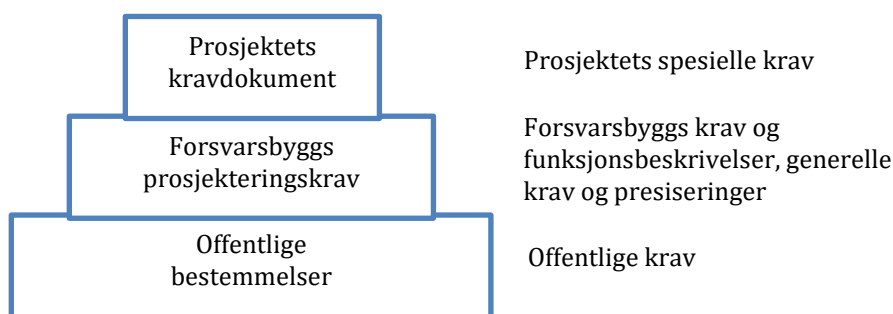 Prosjektets
kravdokument
Prosjektets spesielle krav
Forsvarsbyggs
prosjekteringskrav
Forsvarsbyggs krav og
funksjonsbeskrivelser, generelle
krav og presiseringer
Offentlige
bestemmelser
Offentlige krav